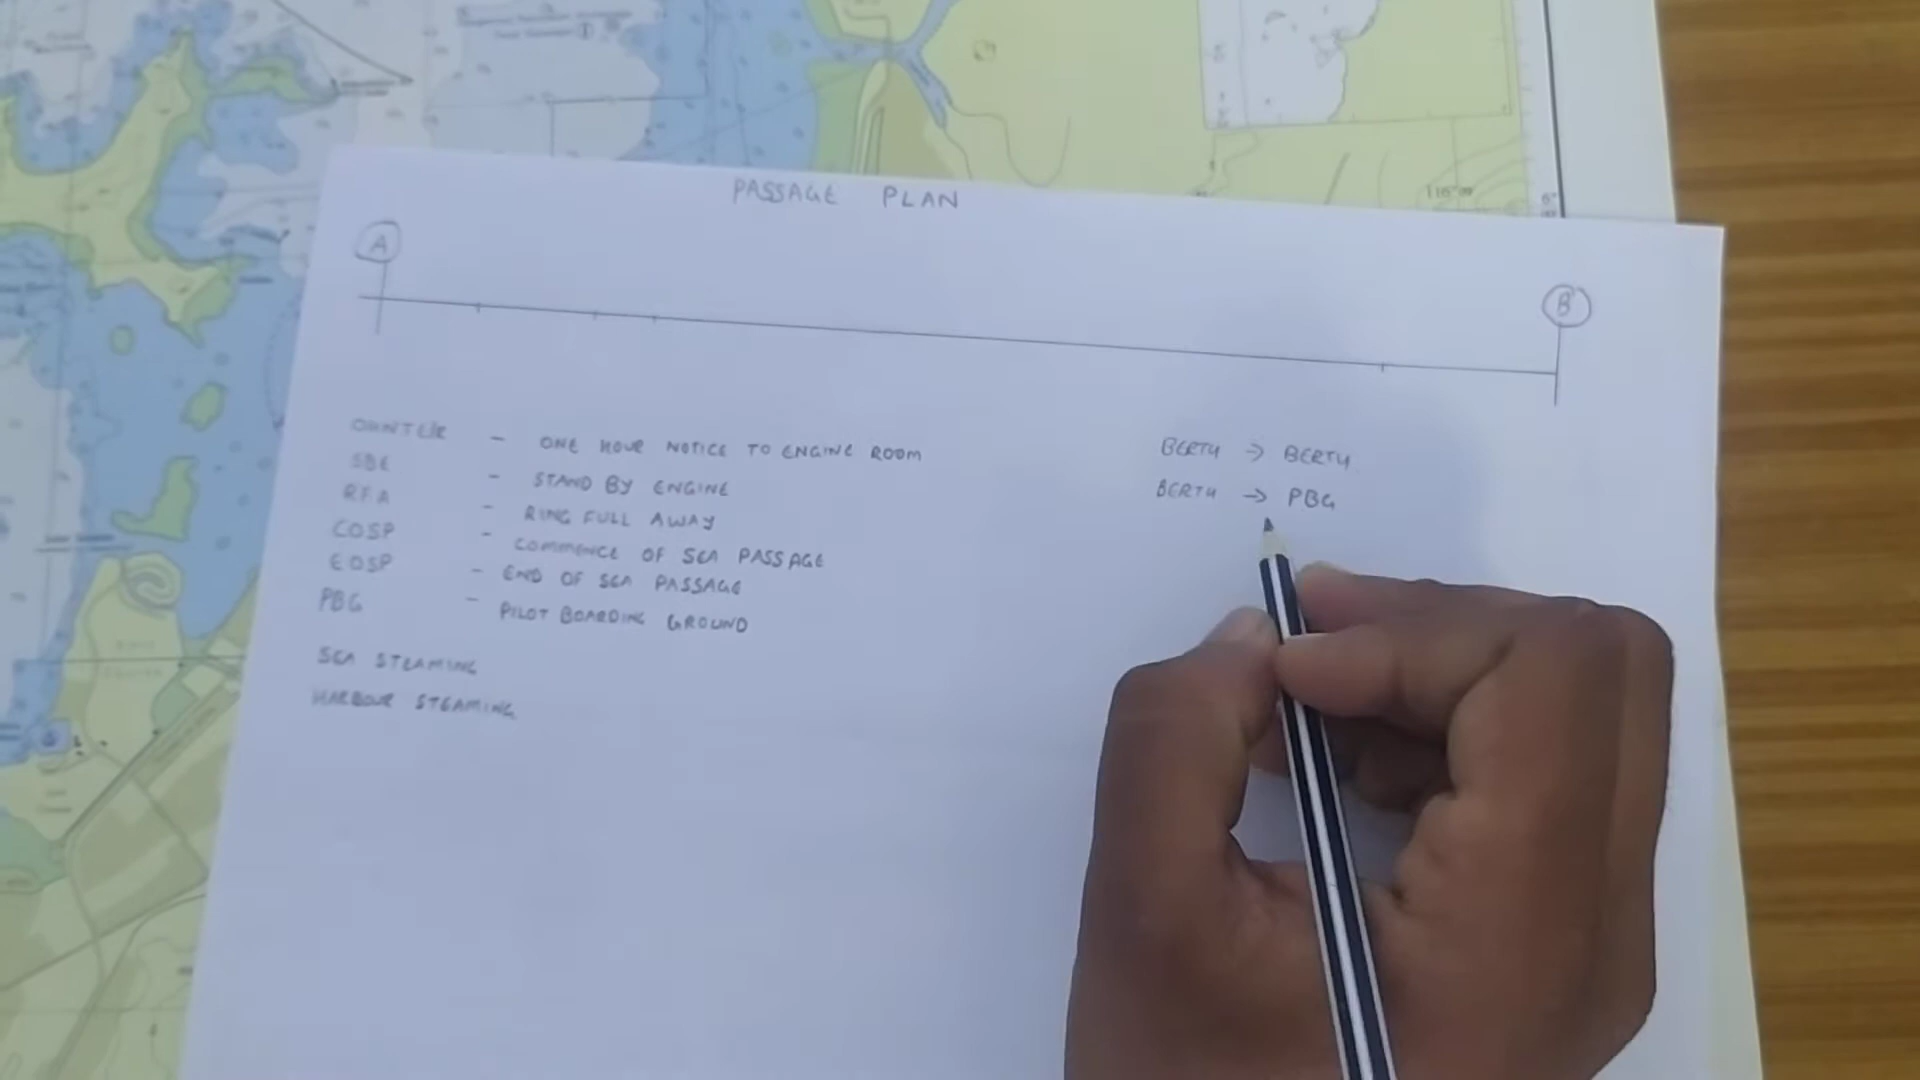 PASSAGE PLAN
A
B
OHNTER - ONE HOUR NOTICE TO ENGINE ROOM
SBE - STAND BY ENGINE
RFA - RING FULL AWAY
COSP - COMMENCE OF SEA PASSAGE
EOSP - END OF SEA PASSAGE
PBG - PILOT BOARDING GROUND
SEA STEAMING
HARBOUR STEAMING
BERTH → BERTH
BERTH → PBG